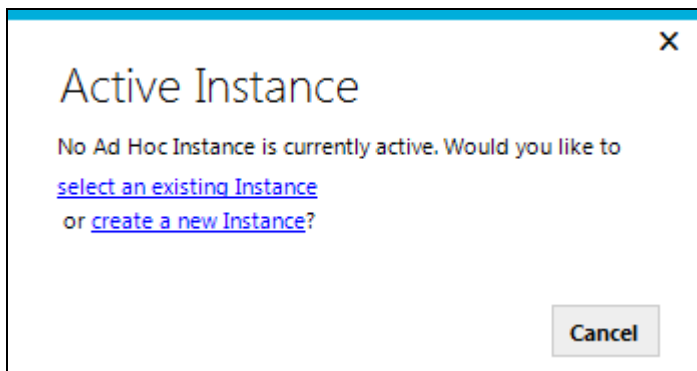 Active Instance
No Ad Hoc Instance is currently active. Would you like to
select an existing Instance
or create a new Instance?
Cancel